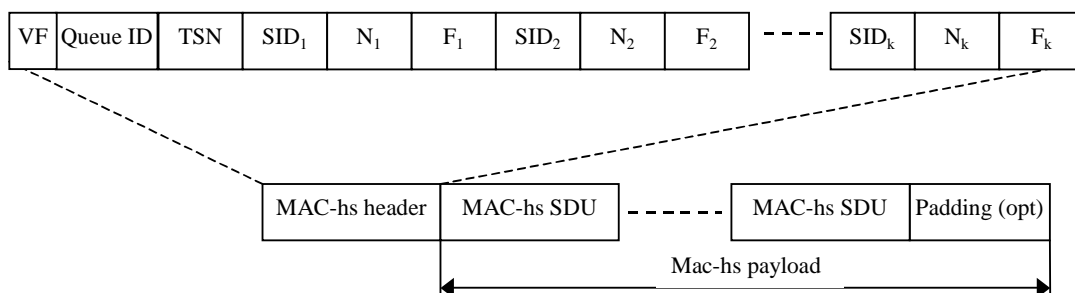 VF Queue ID TSN SID₁ N₁ F₁ SID₂ N₂ F₂ SIDₖ Nₖ Fₖ
MAC-hs header MAC-hs SDU MAC-hs SDU Padding (opt)
Mac-hs payload